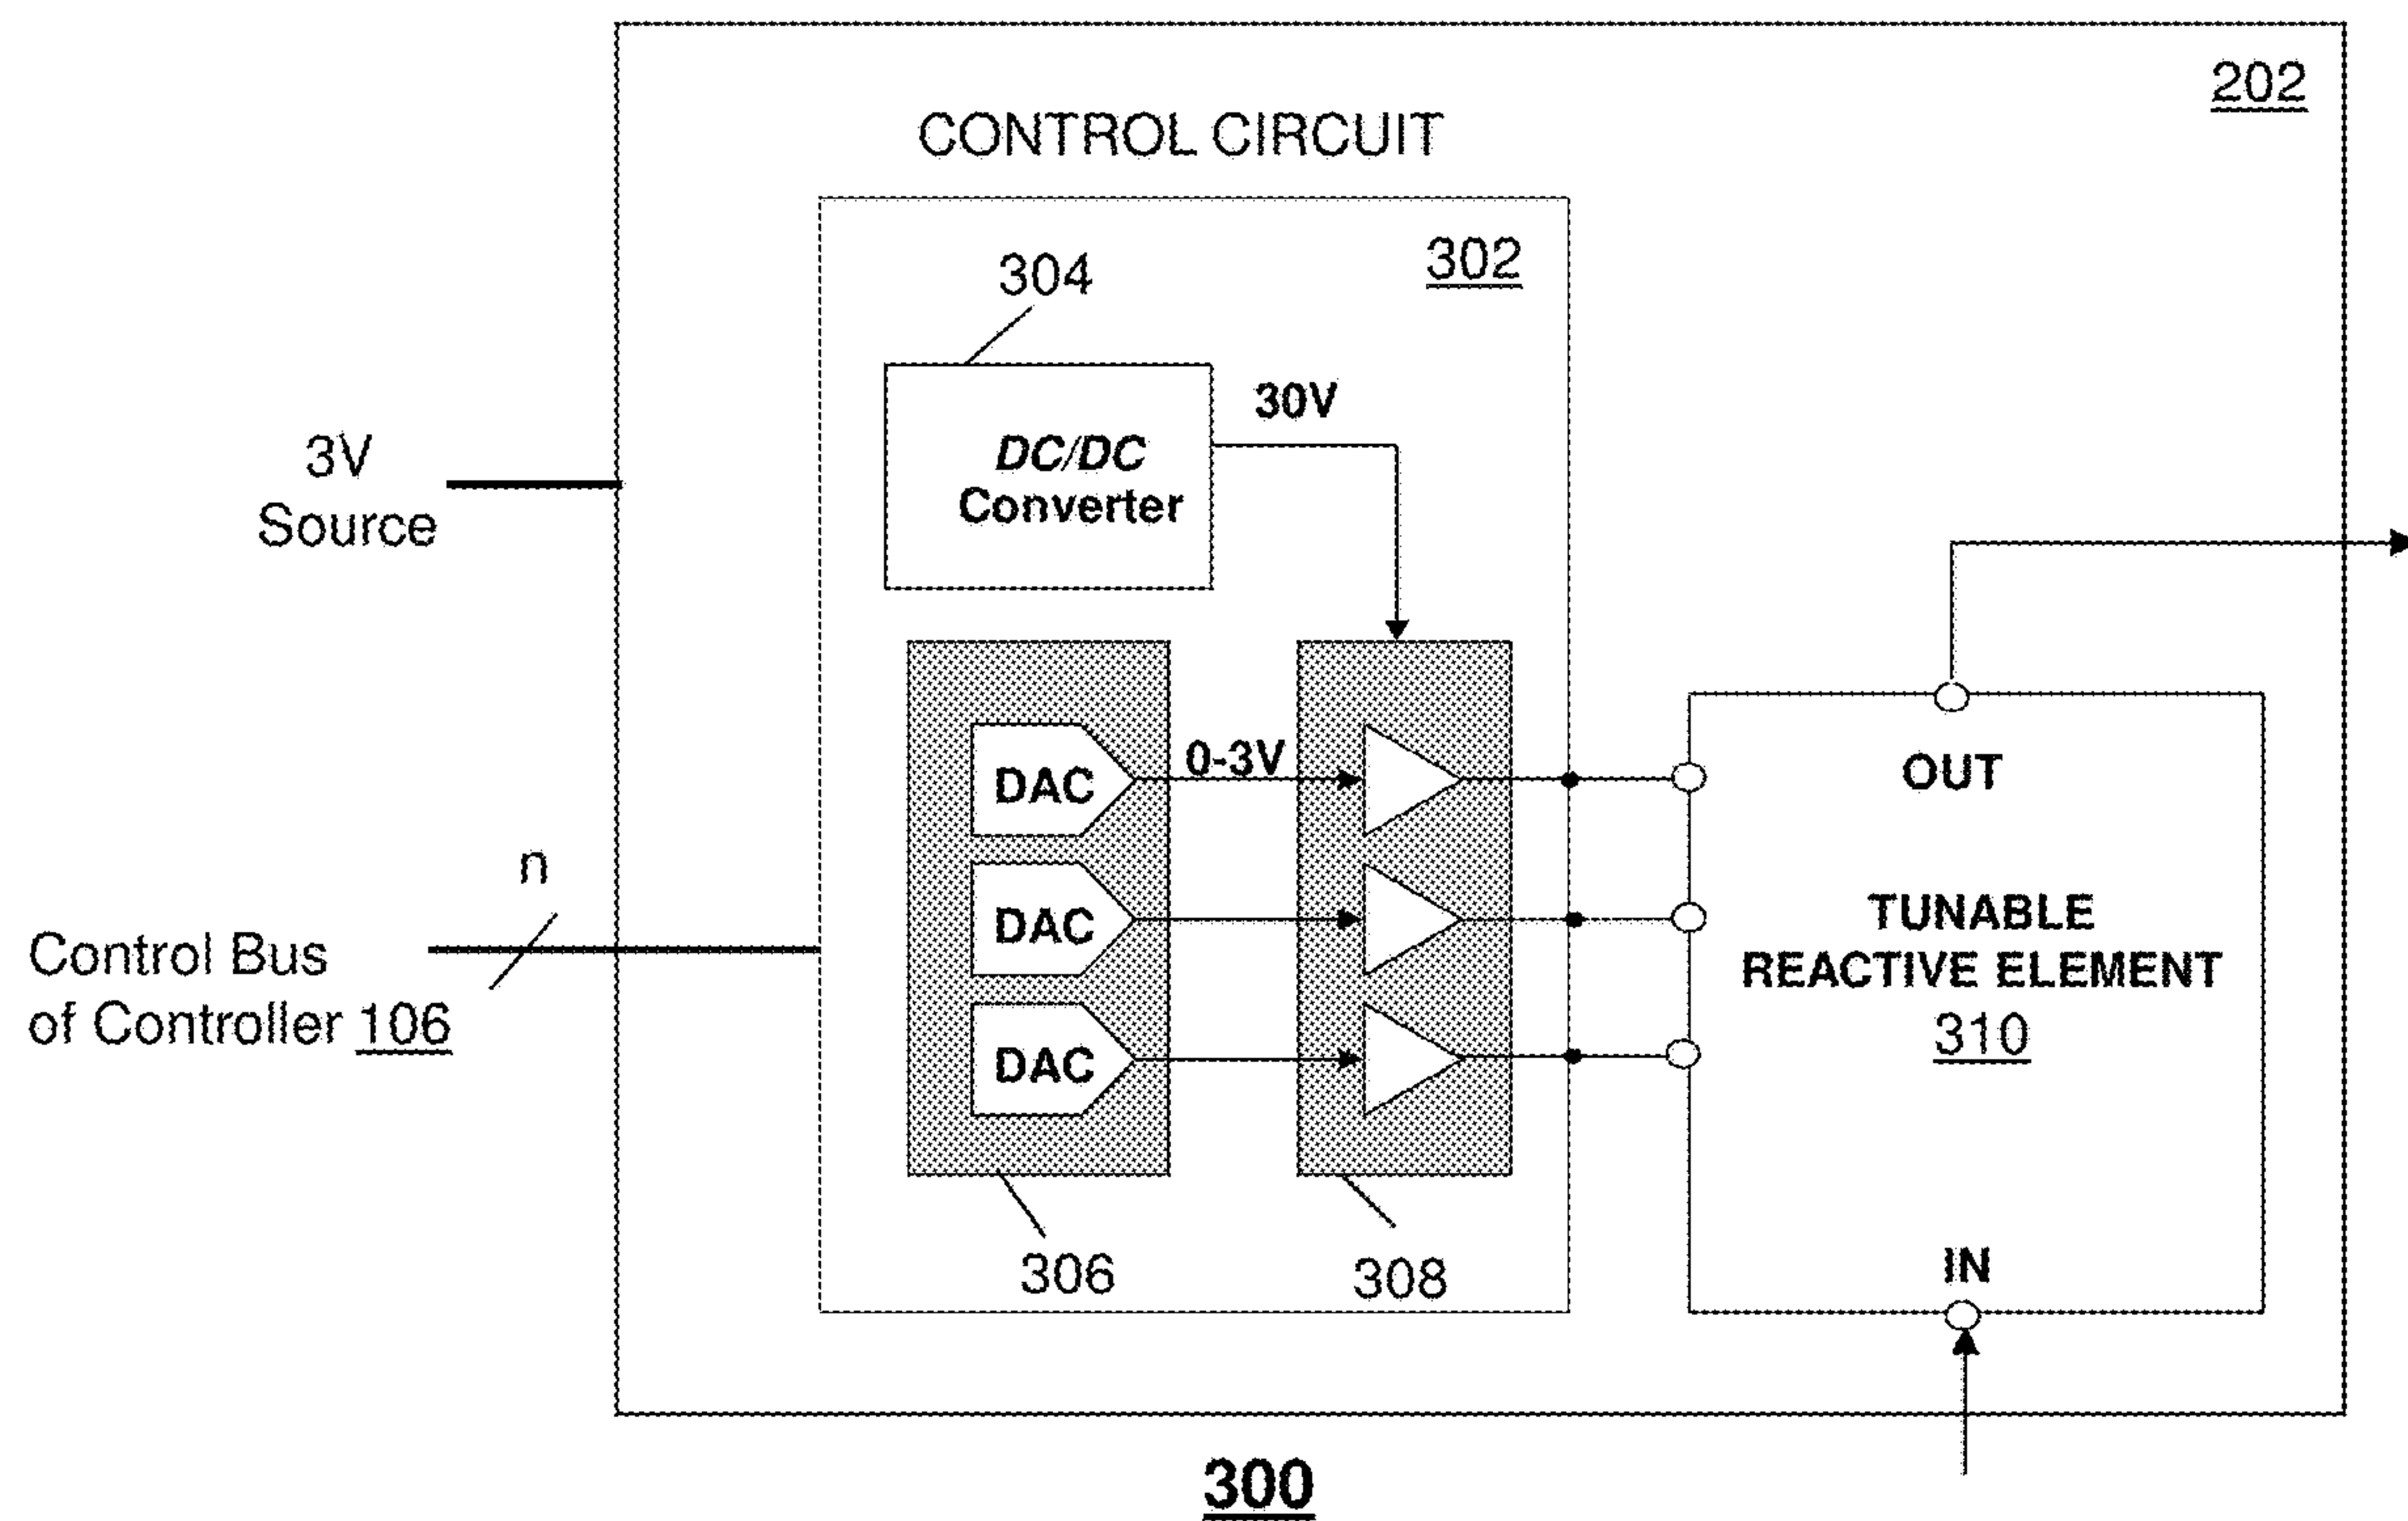 202
CONTROL CIRCUIT
302
304
30V
DC/DC
Converter
3V
Source
0-3V
DAC
DAC
DAC
OUT
TUNABLE
REACTIVE ELEMENT
310
IN
n
Control Bus
of Controller 106
306
308
300